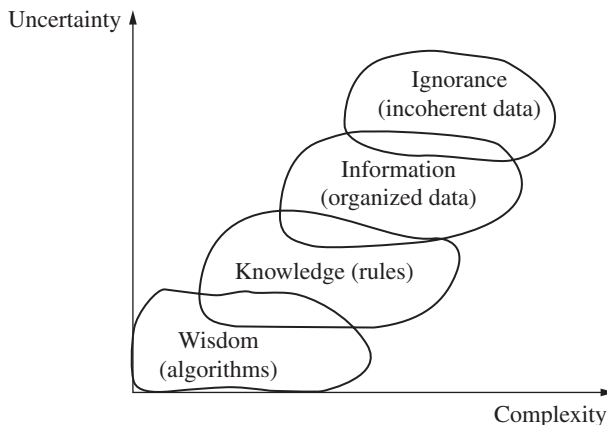 Uncertainty
Ignorance
(incoherent data)
Information
(organized data)
Knowledge (rules)
Wisdom
(algorithms)
Complexity